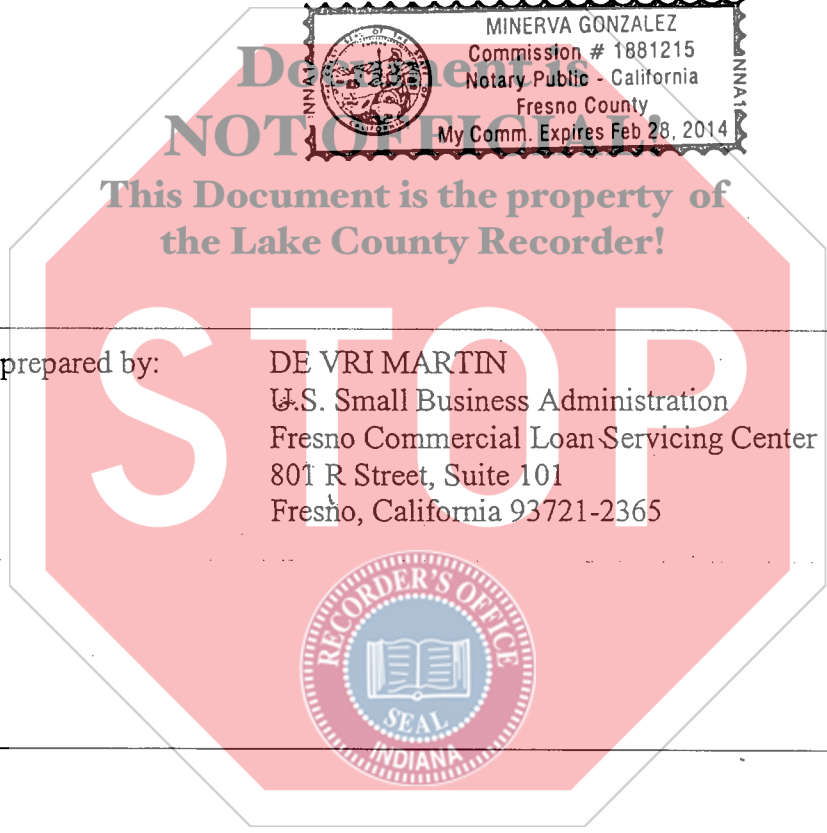 MINERVA GONZALEZ
Commission # 1881215
Notary Public - California
Fresno County
My Comm. Expires Feb 28, 2014
NNA1
NNA1
Document is
NOT OFFICIAL!
This Document is the property of
the Lake County Recorder!
STOP
prepared by: DE VRI MARTIN
U.S. Small Business Administration
Fresno Commercial Loan Servicing Center
801 R Street, Suite 101
Fresno, California 93721-2365
RECORDER'S OFFICE
SEAL
INDIANA